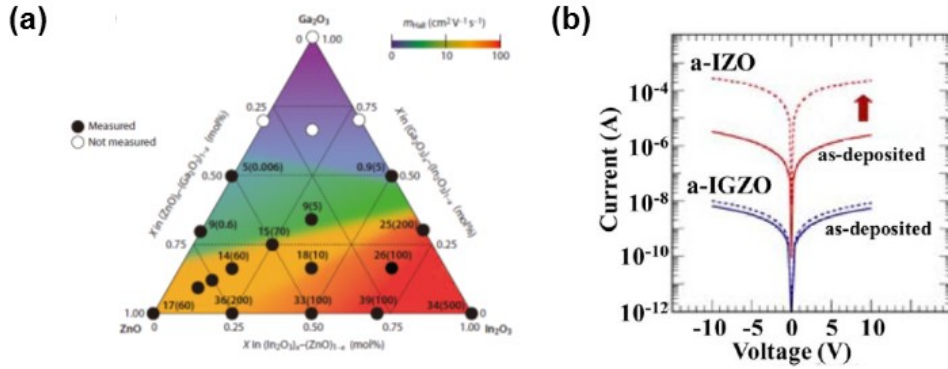 (a)
Ga₂O₃
0 1.00
m_Hall (cm² V⁻¹ s⁻¹)
0 10 100
Measured
Not measured
0.25 0.75
X in (ZnO)ₓ–(Ga₂O₃)₁₋ₓ (mol%)
X in (Ga₂O₃)ₓ–(In₂O₃)₁₋ₓ (mol%)
5(0.006) 0.9(5)
0.50 0.50
9(5)
9(0.6) 15(70) 25(200)
0.75 0.25
14(60) 18(10) 26(100)
17(60) 36(200) 33(100) 39(100) 34(500)
1.00 0
ZnO 0 0.25 0.50 0.75 1.00 In₂O₃
X in (In₂O₃)ₓ–(ZnO)₁₋ₓ (mol%)
(b)
a-IZO
as-deposited
a-IGZO
as-deposited
Current (A)
10⁻⁴
10⁻⁶
10⁻⁸
10⁻¹⁰
10⁻¹²
-10 -5 0 5 10
Voltage (V)